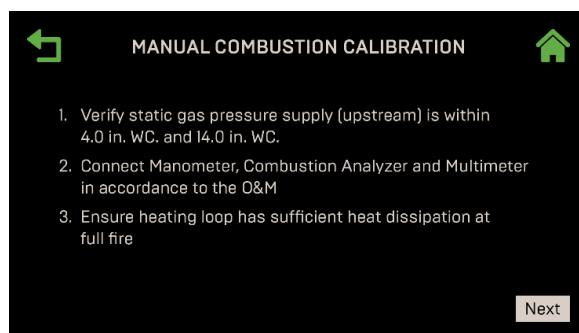 MANUAL COMBUSTION CALIBRATION
1. Verify static gas pressure supply (upstream) is within
4.0 in. WC. and 14.0 in. WC.
2. Connect Manometer, Combustion Analyzer and Multimeter
in accordance to the O&M
3. Ensure heating loop has sufficient heat dissipation at
full fire
Next